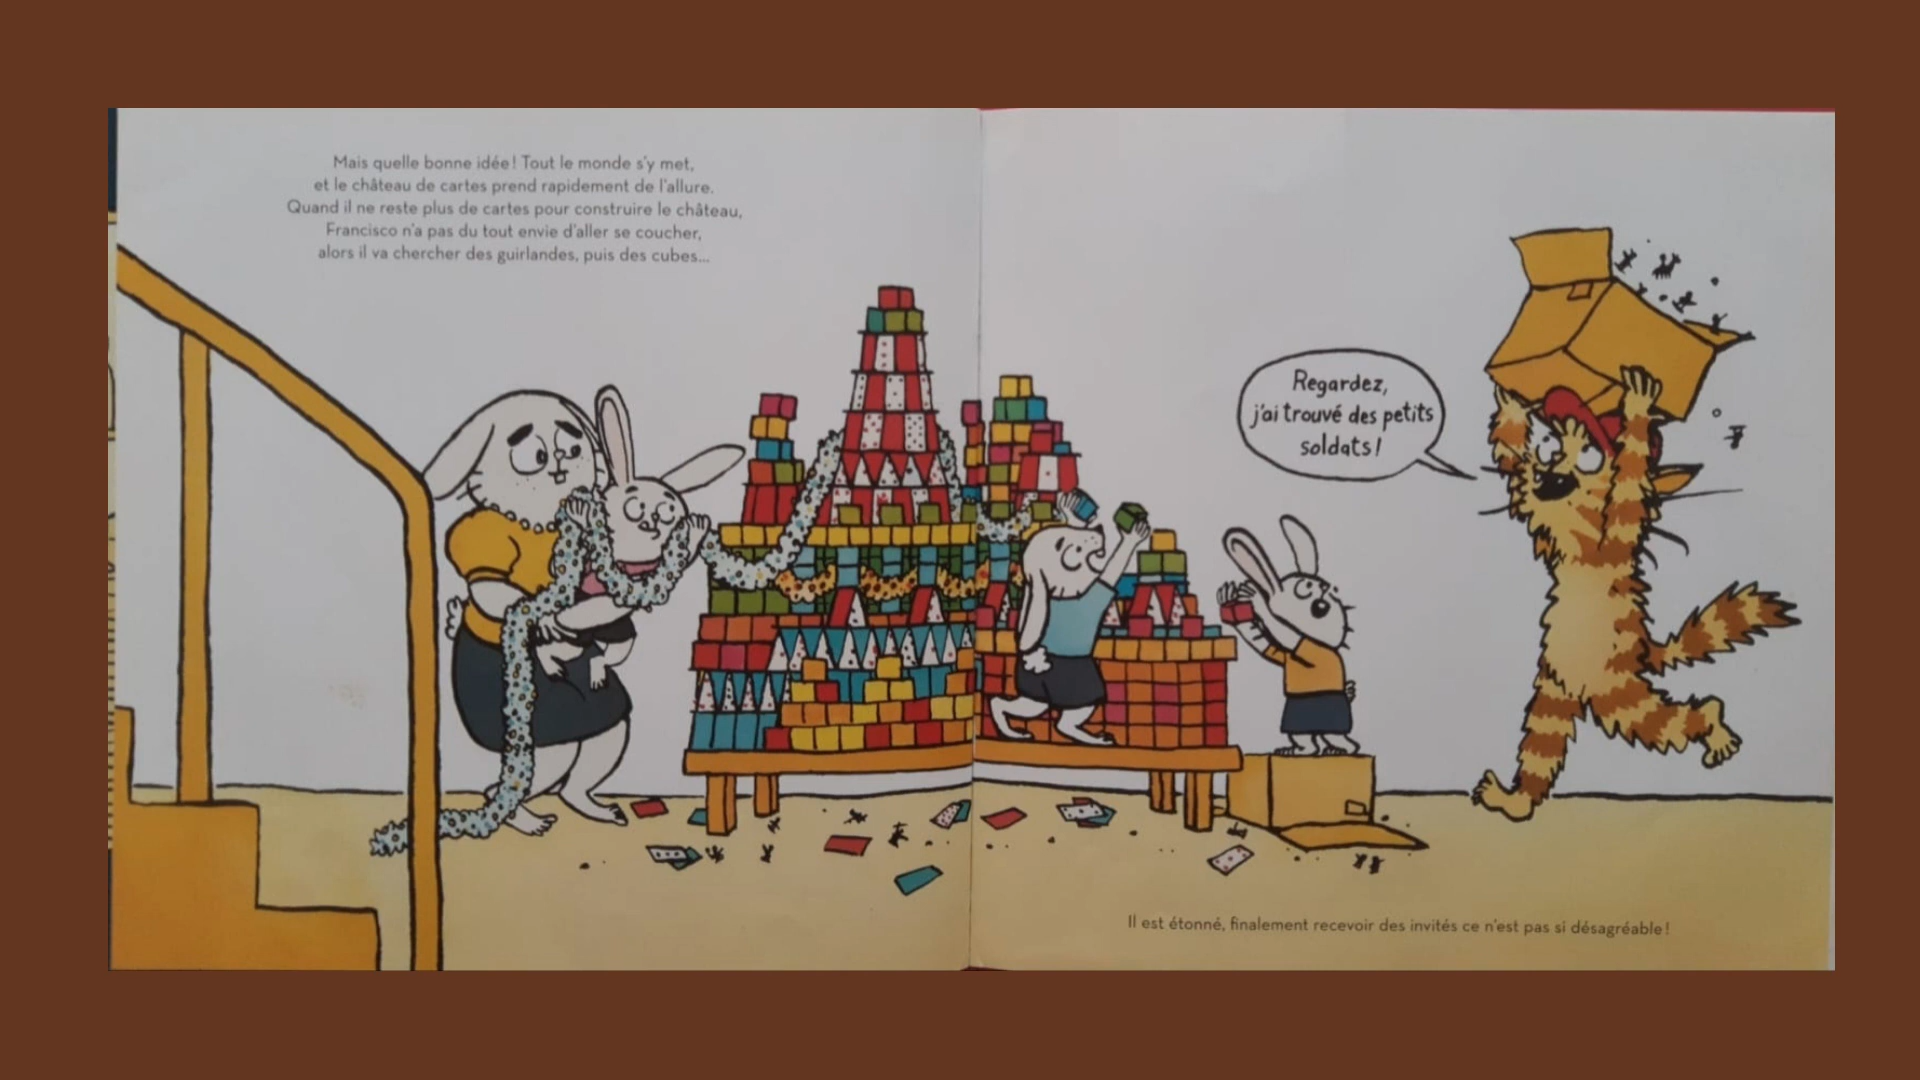 Mais quelle bonne idée ! Tout le monde s'y met,
et le château de cartes prend rapidement de l'allure.
Quand il ne reste plus de cartes pour construire le château,
Francisco n'a pas du tout envie d'aller se coucher,
alors il va chercher des guirlandes, puis des cubes...
Regardez,
j'ai trouvé des petits
soldats !
Il est étonné, finalement recevoir des invités ce n'est pas si désagréable !